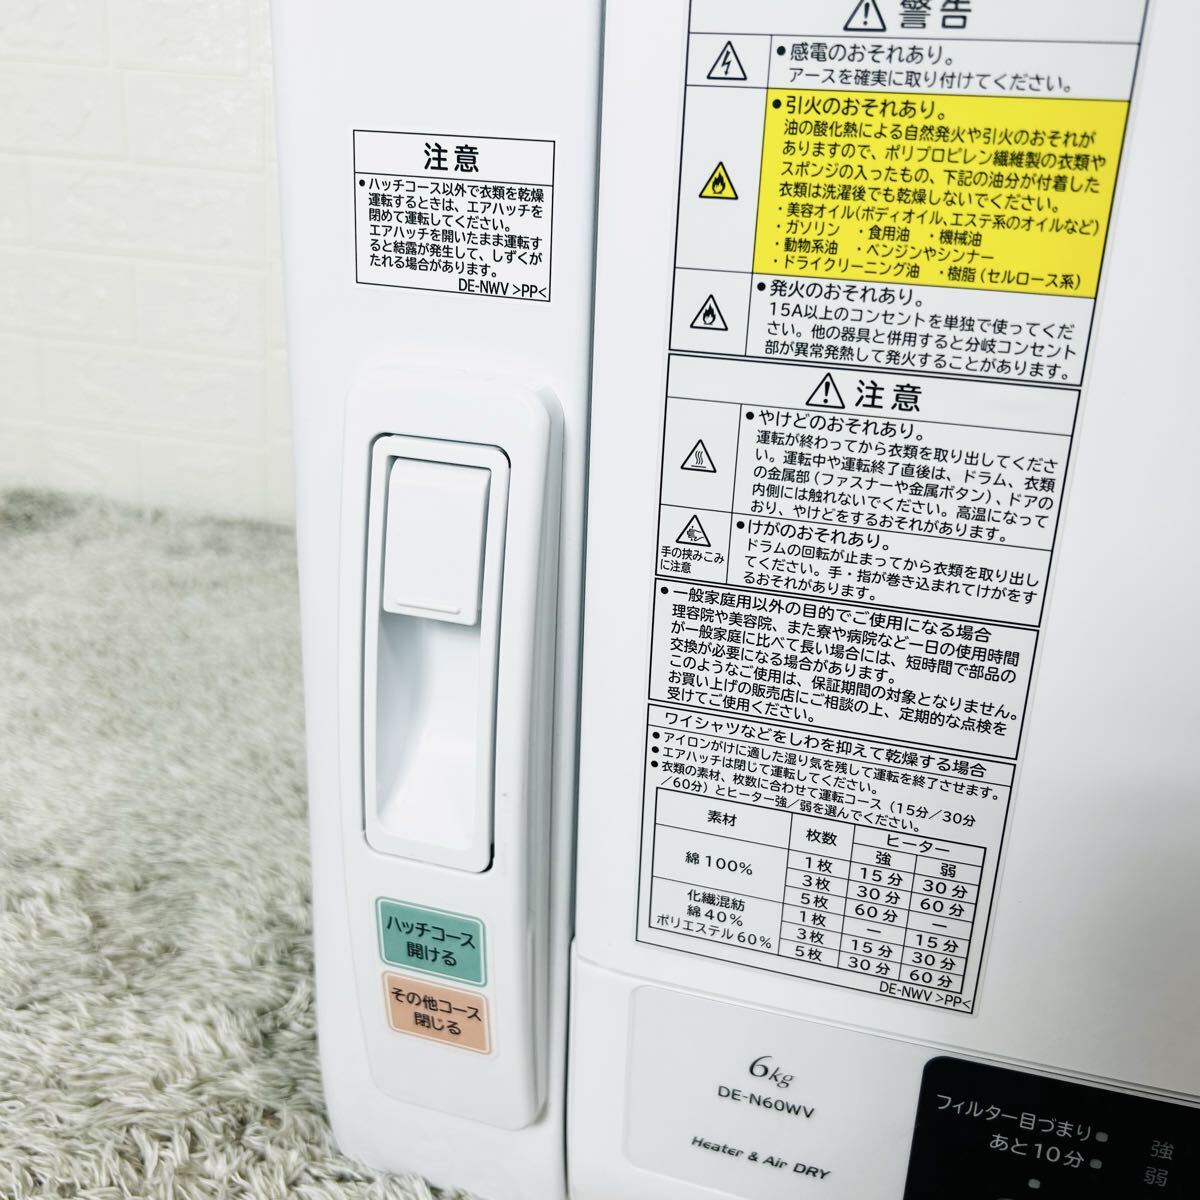 注意
●ハッチコース以外で衣類を乾燥
運転するときは、エアハッチを
閉めて運転してください。
エアハッチを開いたまま運転す
ると結露が発生して、しずくが
たれる場合があります。
DE-NWV >PP<
ハッチコース
開ける
その他コース
閉じる
警告
●感電のおそれあり。
アースを確実に取り付けてください。
●引火のおそれあり。
油の酸化熱による自然発火や引火のおそれが
ありますので、ポリプロピレン繊維製の衣類や
スポンジの入ったもの、下記の油分が付着した
衣類は洗濯後でも乾燥しないでください。
・美容オイル(ボディオイル、エステ系のオイルなど)
・ガソリン ・食用油 ・機械油
・動物系油 ・ベンジンやシンナー
・ドライクリーニング油 ・樹脂(セルロース系)
●発火のおそれあり。
15A以上のコンセントを単独で使ってくだ
さい。他の器具と併用すると分岐コンセント
部が異常発熱して発火することがあります。
注意
●やけどのおそれあり。
運転が終わってから衣類を取り出してくださ
い。運転中や運転終了直後は、ドラム、衣類
の金属部(ファスナーや金属ボタン)、ドアの
内側には触れないでください。高温になって
おり、やけどをするおそれがあります。
手の挟みこみ
に注意
●けがのおそれあり。
ドラムの回転が止まってから衣類を取り出し
てください。手・指が巻き込まれてけがをす
るおそれがあります。
●一般家庭用以外の目的でご使用になる場合
理容院や美容院、また寮や病院など一日の使用時間
が一般家庭に比べて長い場合には、短時間で部品の
交換が必要になる場合があります。
このようなご使用は、保証期間の対象となりません。
お買い上げの販売店にご相談の上、定期的な点検を
受けてご使用ください。
ワイシャツなどをしわを抑えて乾燥する場合
●アイロンがけに適した湿り気を残して運転を終了させます。
●エアハッチは閉じて運転してください。
●衣類の素材、枚数に合わせて運転コース(15分/30分
/60分)とヒーター強/弱を選んでください。
素材 枚数 ヒーター
強 弱
綿100% 1枚 15分 30分
3枚 30分 60分
5枚 60分 ―
化繊混紡
綿40%
ポリエステル60%
1枚 ― 15分
3枚 15分 30分
5枚 30分 60分
DE-NWV >PP<
6kg
DE-N60WV
Heater & Air DRY
フィルター目づまり
あと10分
強
弱